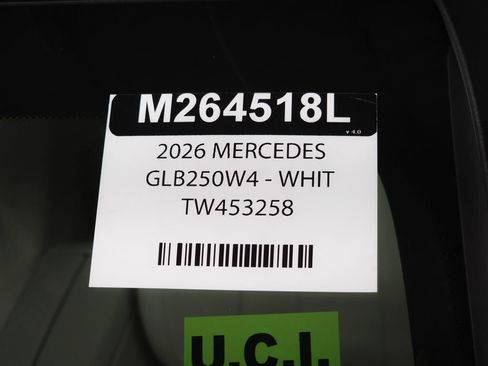 M264518L
v 4.0
2026 MERCEDES
GLB250W4 - WHIT
TW453258
U.C.I.